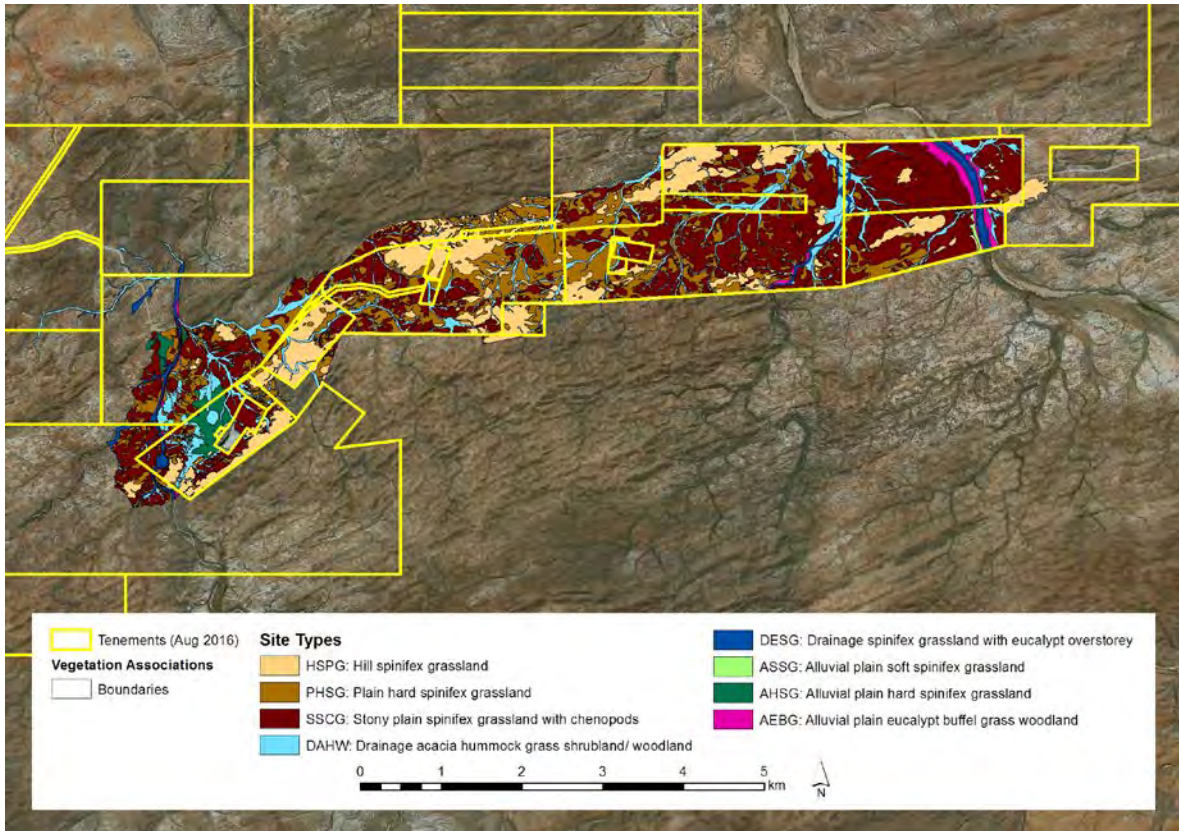 Tenements (Aug 2016)
Vegetation Associations
Boundaries
Site Types
HSPG: Hill spinifex grassland
PHSG: Plain hard spinifex grassland
SSCG: Stony plain spinifex grassland with chenopods
DAHW: Drainage acacia hummock grass shrubland/ woodland
DESG: Drainage spinifex grassland with eucalypt overstorey
ASSG: Alluvial plain soft spinifex grassland
AHSG: Alluvial plain hard spinifex grassland
AEBG: Alluvial plain eucalypt buffel grass woodland
0 1 2 3 4 5
km
N